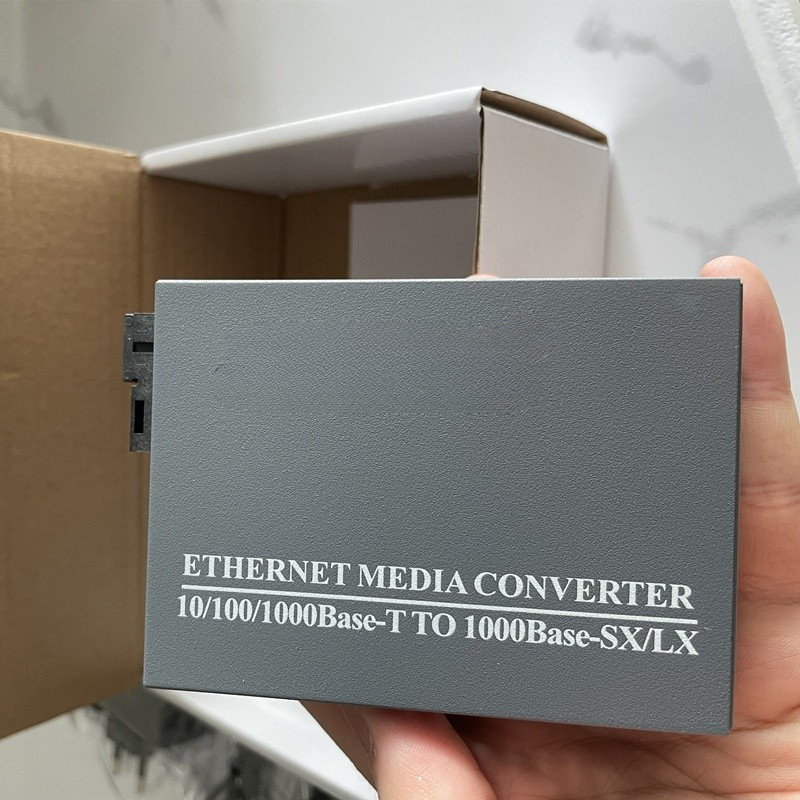 ETHERNET MEDIA CONVERTER
10/100/1000Base-T TO 1000Base-SX/LX